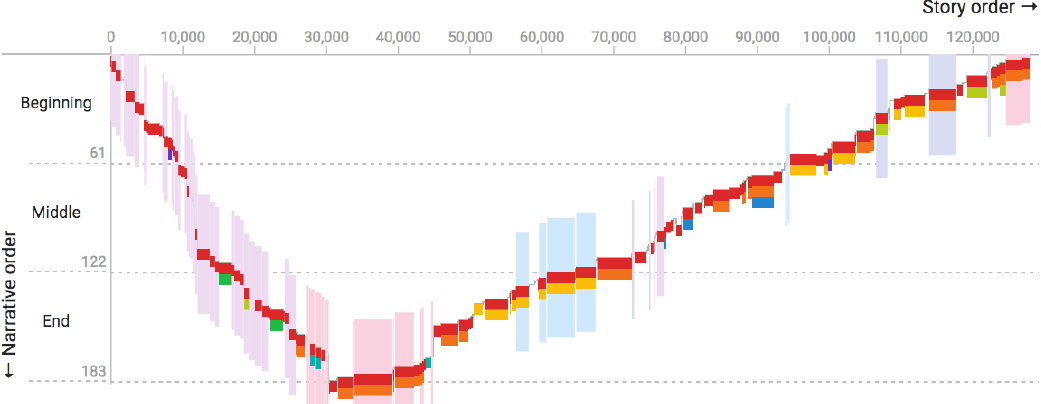 Story order →
0 10,000 20,000 30,000 40,000 50,000 60,000 70,000 80,000 90,000 100,000 110,000 120,000
Beginning
61
Middle
122
End
183
← Narrative order